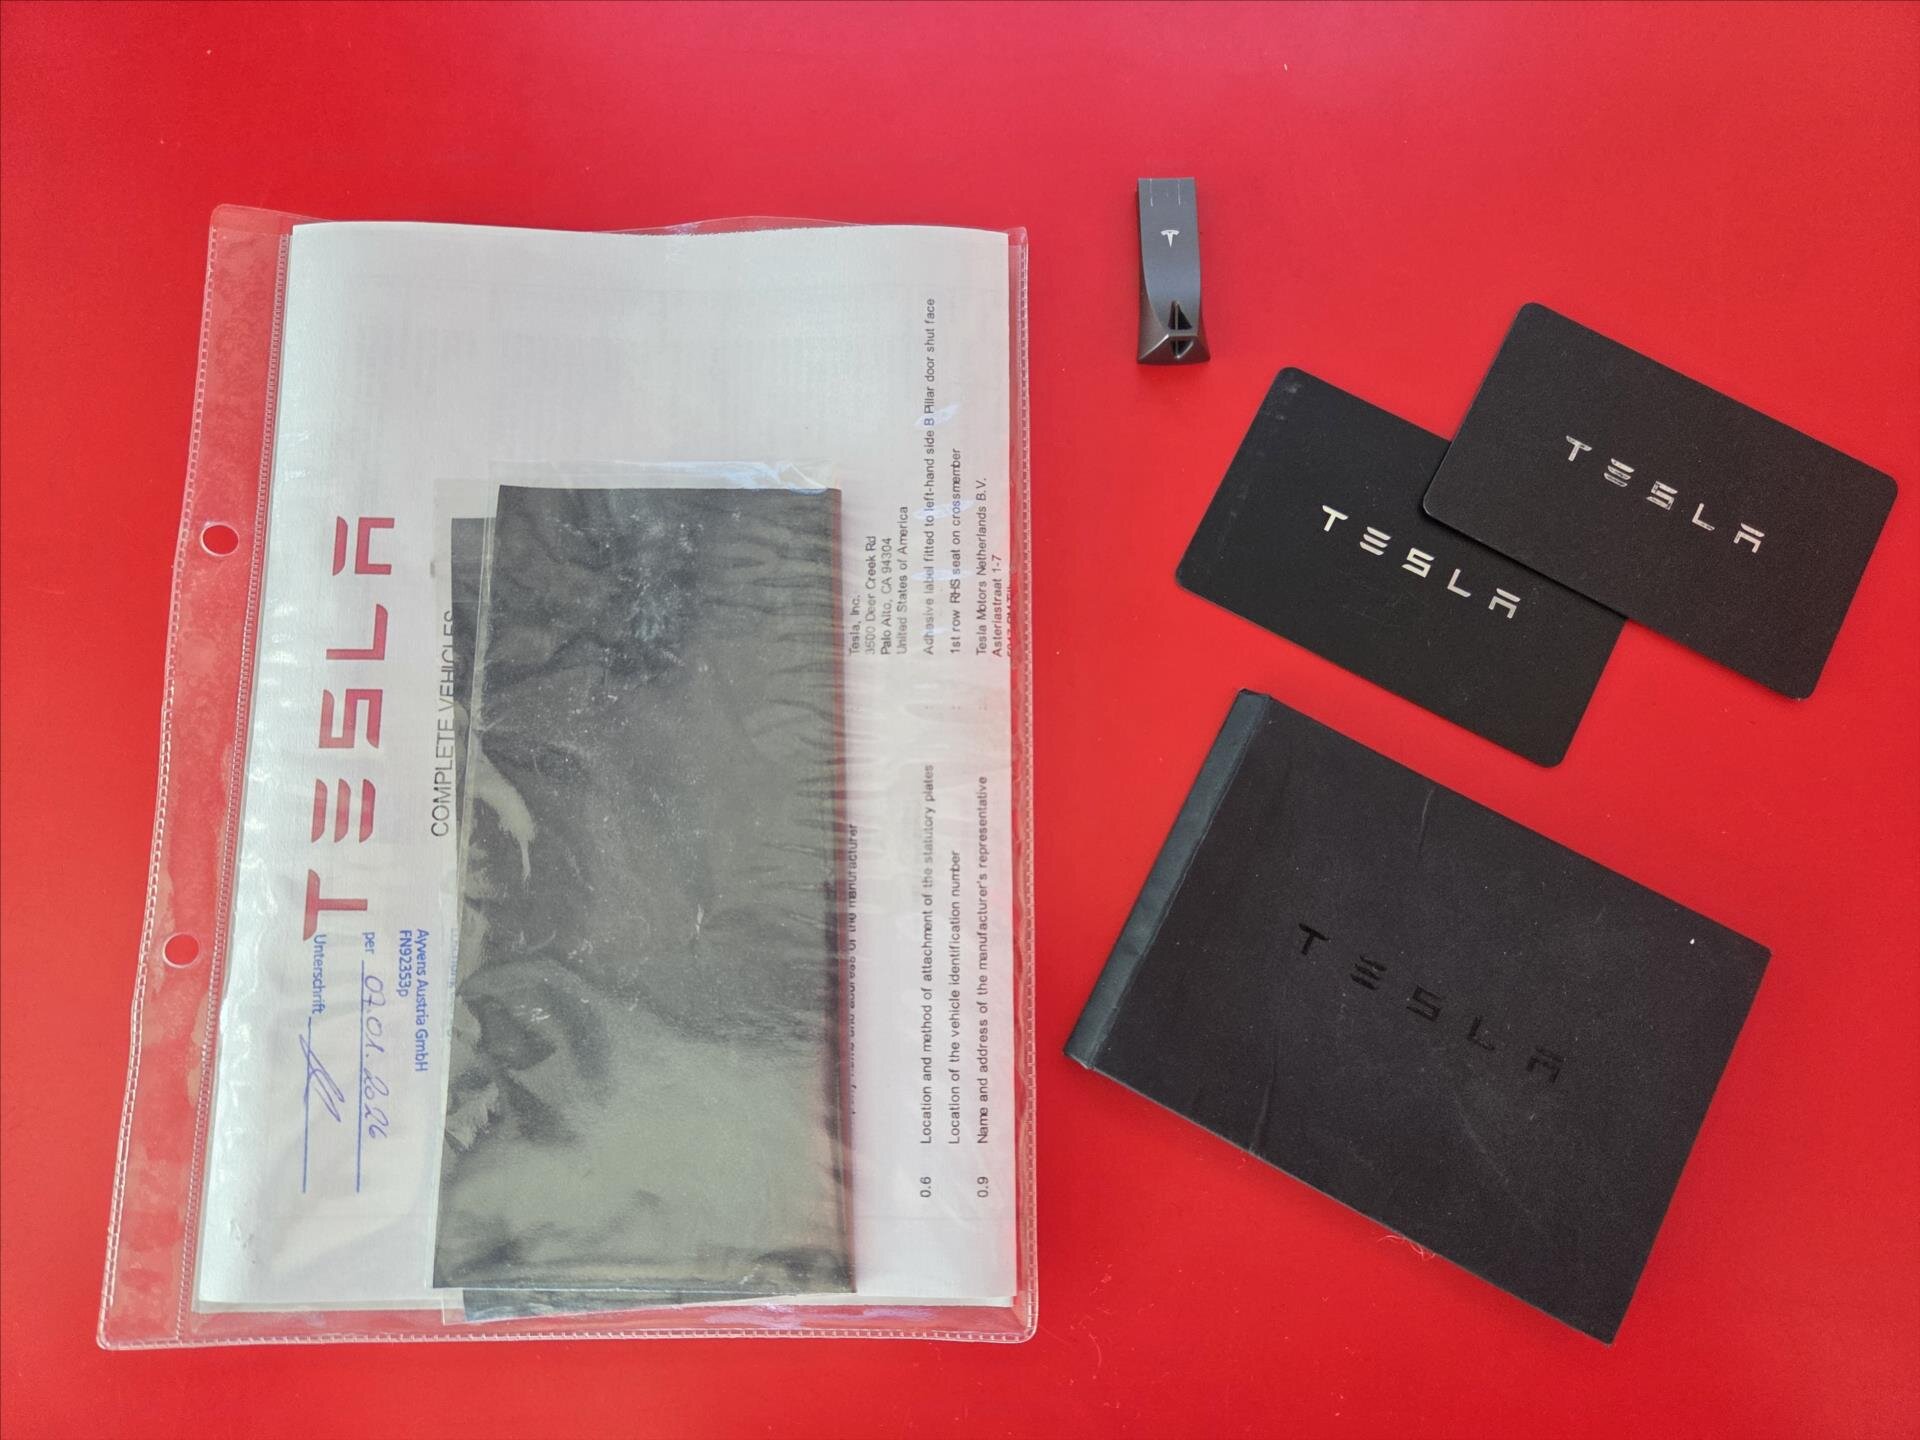 TESLA
COMPLETE VEHICLES
Ayvens Austria GmbH
FN92353p
per 07.01.2026
Unterschrift
Tesla, Inc.
3500 Deer Creek Rd
Palo Alto, CA 94304
United States of America
0.6 Location and method of attachment of the statutory plates : Adhesive label fitted to left-hand side B Pillar door shut face
Location of the vehicle identification number : 1st row RHS seat on crossmember
0.9 Name and address of the manufacturer's representative : Tesla Motors Netherlands B.V.
Asteriastraat 1-7
TESLA
TESLA
TESLA